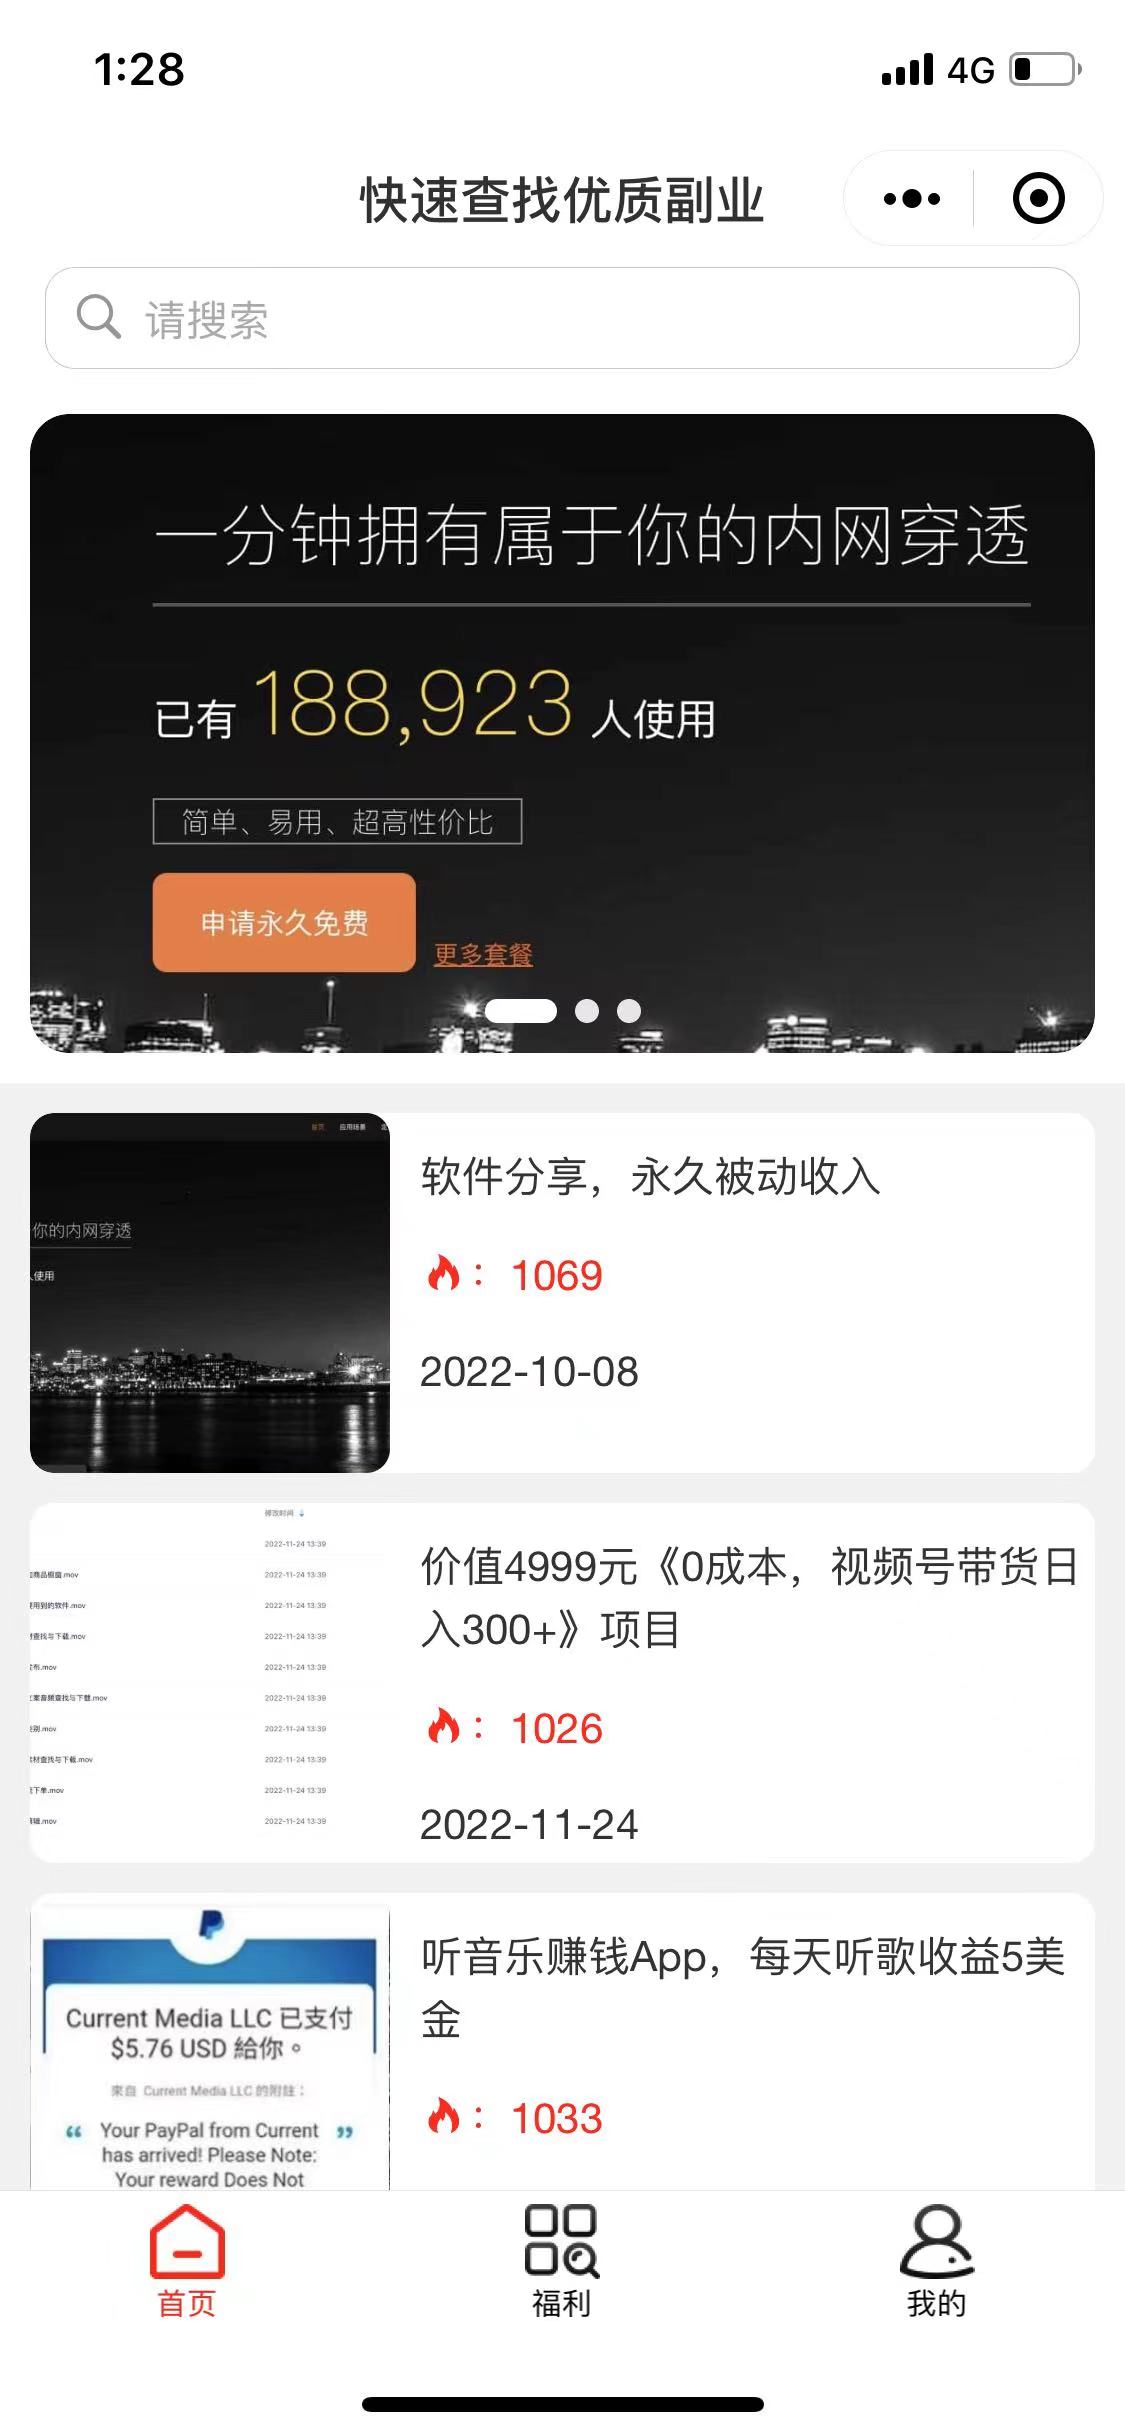 1:28
4G
快速查找优质副业
请搜索
一分钟拥有属于你的内网穿透
已有 188,923 人使用
简单、易用、超高性价比
申请永久免费
更多套餐
首页 应用场景
你的内网穿透
人使用
软件分享，永久被动收入
：1069
2022-10-08
修改时间
2022-11-24 13:39
商品橱窗.mov 2022-11-24 13:39
用到的软件.mov 2022-11-24 13:39
查找与下载.mov 2022-11-24 13:39
布.mov 2022-11-24 13:39
案音频查找与下载.mov 2022-11-24 13:39
别.mov 2022-11-24 13:39
材查找与下载.mov 2022-11-24 13:39
下单.mov 2022-11-24 13:39
辑.mov 2022-11-24 13:39
价值4999元《0成本，视频号带货日
入300+》项目
：1026
2022-11-24
Current Media LLC 已支付
$5.76 USD 給你。
來自 Current Media LLC 的附註：
“ Your PayPal from Current ”
has arrived! Please Note:
Your reward Does Not
听音乐赚钱App，每天听歌收益5美
金
：1033
首页
福利
我的